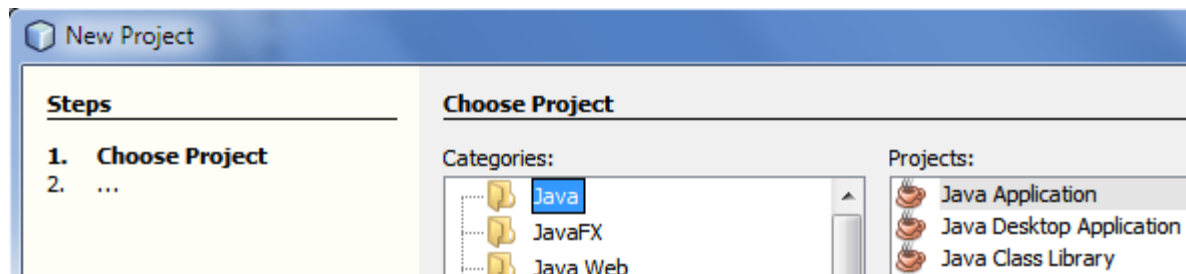 New Project
Steps
1. Choose Project
2. ...
Choose Project
Categories:
Java
JavaFX
Java Web
Projects:
Java Application
Java Desktop Application
Java Class Library